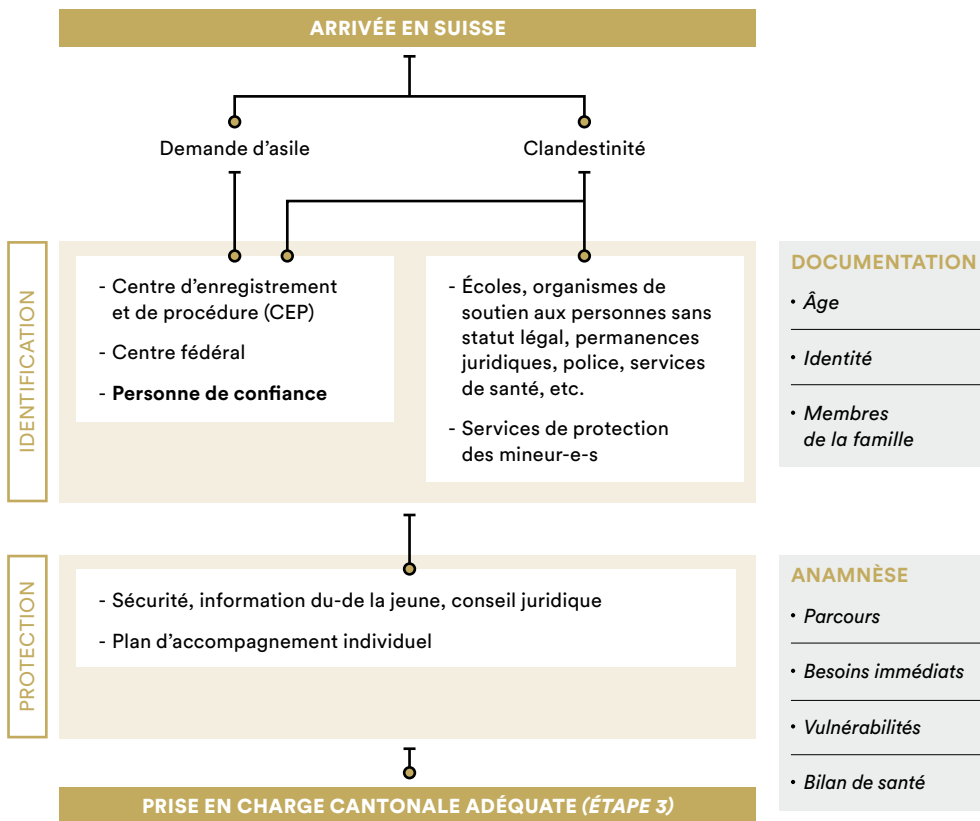 ARRIVÉE EN SUISSE
Demande d'asile
Clandestinité
IDENTIFICATION
- Centre d'enregistrement
et de procédure (CEP)
- Centre fédéral
- Personne de confiance
- Écoles, organismes de
soutien aux personnes sans
statut légal, permanences
juridiques, police, services
de santé, etc.
- Services de protection
des mineur-e-s
DOCUMENTATION
• Âge
• Identité
• Membres
de la famille
PROTECTION
- Sécurité, information du-de la jeune, conseil juridique
- Plan d'accompagnement individuel
ANAMNÈSE
• Parcours
• Besoins immédiats
• Vulnérabilités
• Bilan de santé
PRISE EN CHARGE CANTONALE ADÉQUATE (ÉTAPE 3)